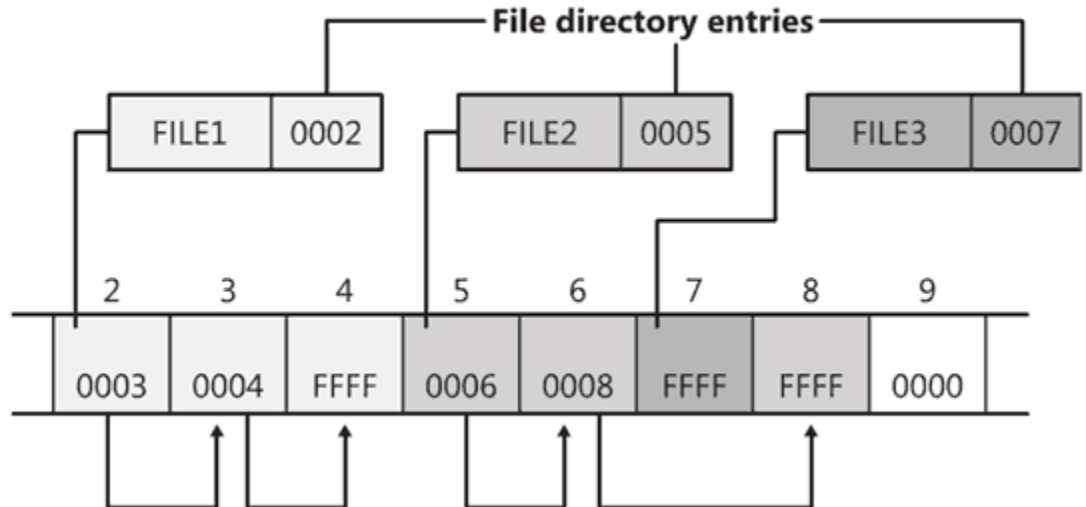 File directory entries
FILE1 0002 FILE2 0005 FILE3 0007
2 3 4 5 6 7 8 9
0003 0004 FFFF 0006 0008 FFFF FFFF 0000